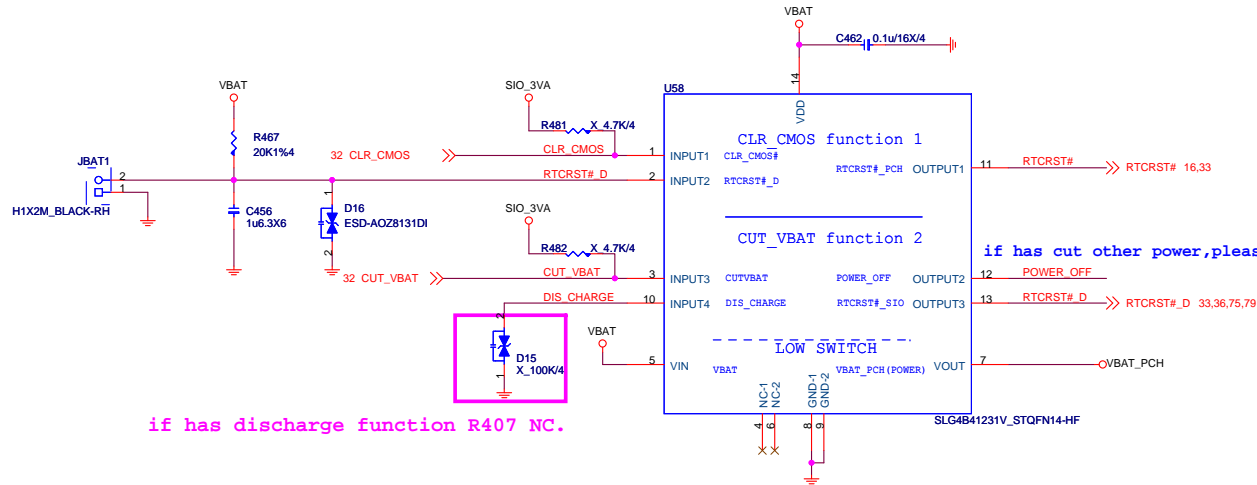 VBAT
C462 0.1u/16X/4
14
VDD
U58
VBAT
SIO_3VA
R481 X_4.7K/4
R467
20K1%4
JBAT1
2
1
H1X2M_BLACK-RH
32 CLR_CMOS
CLR_CMOS
1 INPUT1 CLR_CMOS#
RTCRST#_D
2 INPUT2 RTCRST#_D
CLR_CMOS function 1
RTCRST#_PCH OUTPUT1 11 RTCRST# RTCRST# 16,33
C456
1u6.3X6
1
D16
ESD-AOZ8131DI
2
SIO_3VA
R482 X_4.7K/4
CUT_VBAT function 2
if has cut other power,pleas
32 CUT_VBAT
CUT_VBAT
3 INPUT3 CUTVBAT
POWER_OFF OUTPUT2 12 POWER_OFF
DIS_CHARGE
10 INPUT4 DIS_CHARGE
RTCRST#_SIO OUTPUT3 13 RTCRST#_D RTCRST#_D 33,36,75,79
2
D15
X_100K/4
1
VBAT
LOW SWITCH
5 VIN VBAT
VBAT_PCH(POWER) VOUT 7 VBAT_PCH
NC-1
NC-2
GND-1
GND-2
4
6
8
9
SLG4B41231V_STQFN14-HF
if has discharge function R407 NC.